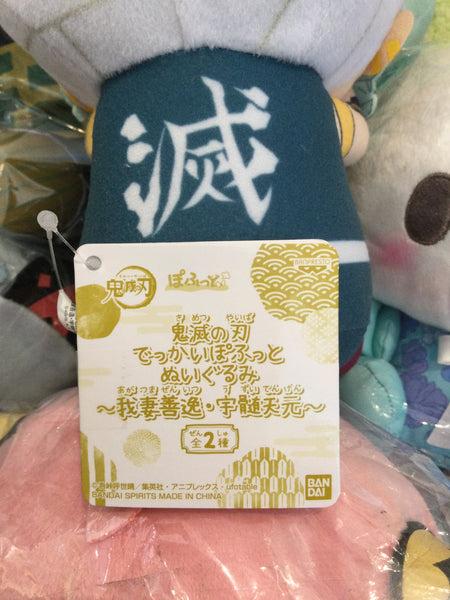 滅
鬼滅の刃
ぽふっと
BANPRESTO
きめつ やいば
鬼滅の刃
でっかいぽふっと
ぬいぐるみ
あがつまぜんいつ うずいてんげん
～我妻善逸・宇髄天元～
ぜん しゅ
全2種
©吾峠呼世晴／集英社・アニプレックス・ufotable
BANDAI SPIRITS MADE IN CHINA
BAN
DAI